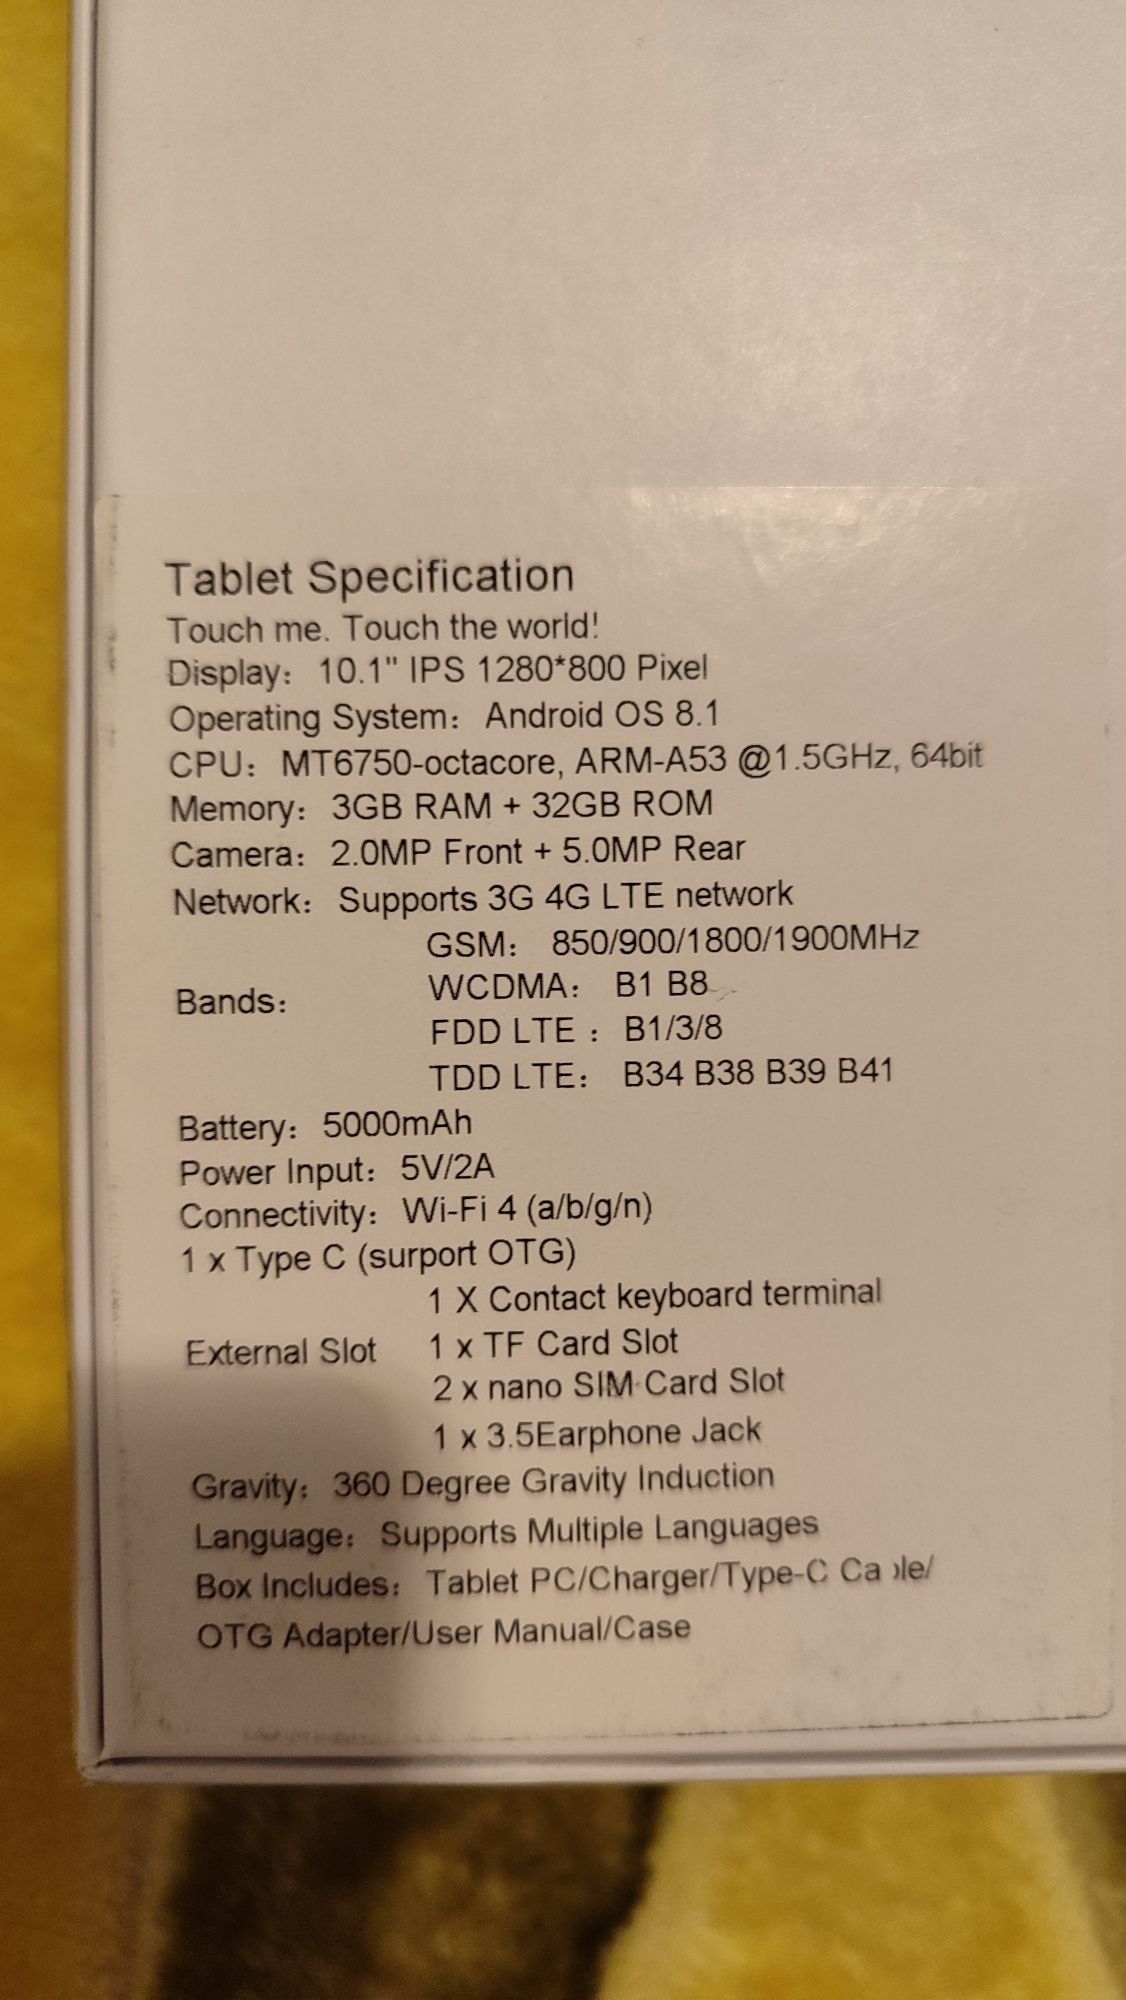 Tablet Specification
Touch me. Touch the world!
Display: 10.1" IPS 1280*800 Pixel
Operating System: Android OS 8.1
CPU: MT6750-octacore, ARM-A53 @1.5GHz, 64bit
Memory: 3GB RAM + 32GB ROM
Camera: 2.0MP Front + 5.0MP Rear
Network: Supports 3G 4G LTE network
GSM: 850/900/1800/1900MHz
Bands: WCDMA: B1 B8
FDD LTE : B1/3/8
TDD LTE: B34 B38 B39 B41
Battery: 5000mAh
Power Input: 5V/2A
Connectivity: Wi-Fi 4 (a/b/g/n)
1 x Type C (surport OTG)
1 X Contact keyboard terminal
External Slot 1 x TF Card Slot
2 x nano SIM Card Slot
1 x 3.5Earphone Jack
Gravity: 360 Degree Gravity Induction
Language: Supports Multiple Languages
Box Includes: Tablet PC/Charger/Type-C Cable/
OTG Adapter/User Manual/Case